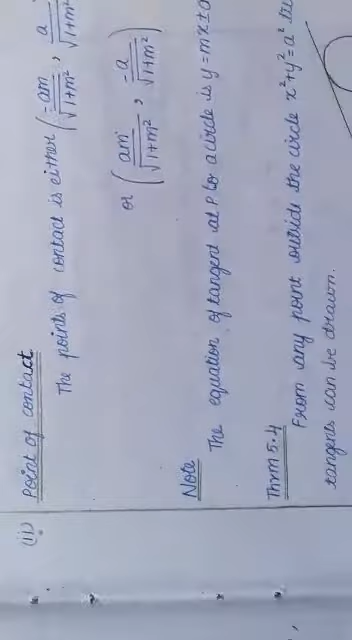 (ii) Point of contact.
The points of contact is either (-am/√1+m², a/√1+m²
or (am/√1+m², -a/√1+m²)
Note
The equation of tangent at P to a circle is y=mx±a
Thrm 5.4
From any point outside the circle x²+y²=a²
tangents can be drawn.